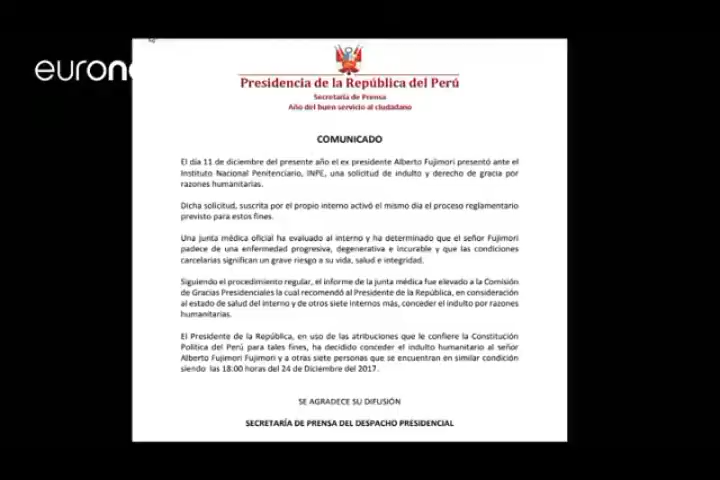 euron
Presidencia de la República del Perú
Secretaría de Prensa
Año del buen servicio al ciudadano
COMUNICADO
El día 11 de diciembre del presente año el ex presidente Alberto Fujimori presentó ante el
Instituto Nacional Penitenciario, INPE, una solicitud de indulto y derecho de gracia por
razones humanitarias.
Dicha solicitud, suscrita por el propio interno activó el mismo día el proceso reglamentario
previsto para estos fines.
Una junta médica oficial ha evaluado al interno y ha determinado que el señor Fujimori
padece de una enfermedad progresiva, degenerativa e incurable y que las condiciones
carcelarias significan un grave riesgo a su vida, salud e integridad.
Siguiendo el procedimiento regular, el informe de la junta médica fue elevado a la Comisión
de Gracias Presidenciales la cual recomendó al Presidente de la República, en consideración
al estado de salud del interno y de otros siete internos más, conceder el indulto por razones
humanitarias.
El Presidente de la República, en uso de las atribuciones que le confiere la Constitución
Política del Perú para tales fines, ha decidido conceder el indulto humanitario al señor
Alberto Fujimori Fujimori y a otras siete personas que se encuentran en similar condición
siendo las 18:00 horas del 24 de Diciembre del 2017.
SE AGRADECE SU DIFUSIÓN
SECRETARÍA DE PRENSA DEL DESPACHO PRESIDENCIAL